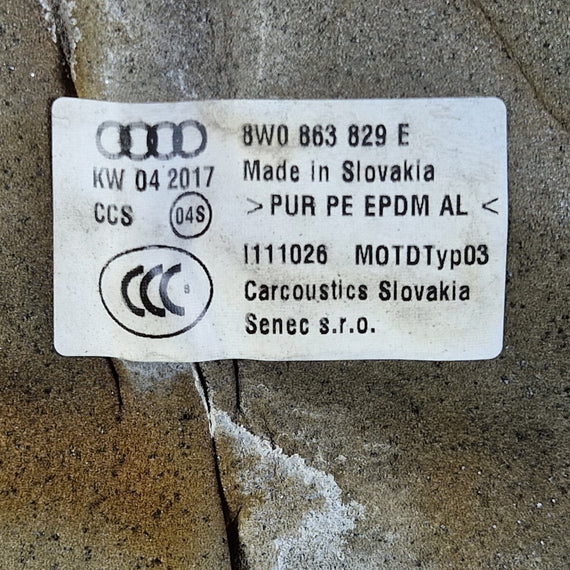 8W0 863 829 E
KW 04 2017 Made in Slovakia
CCS 04S >PUR PE EPDM AL <
1111026 MOTDTyp03
CCC S Carcoustics Slovakia
Senec s.r.o.